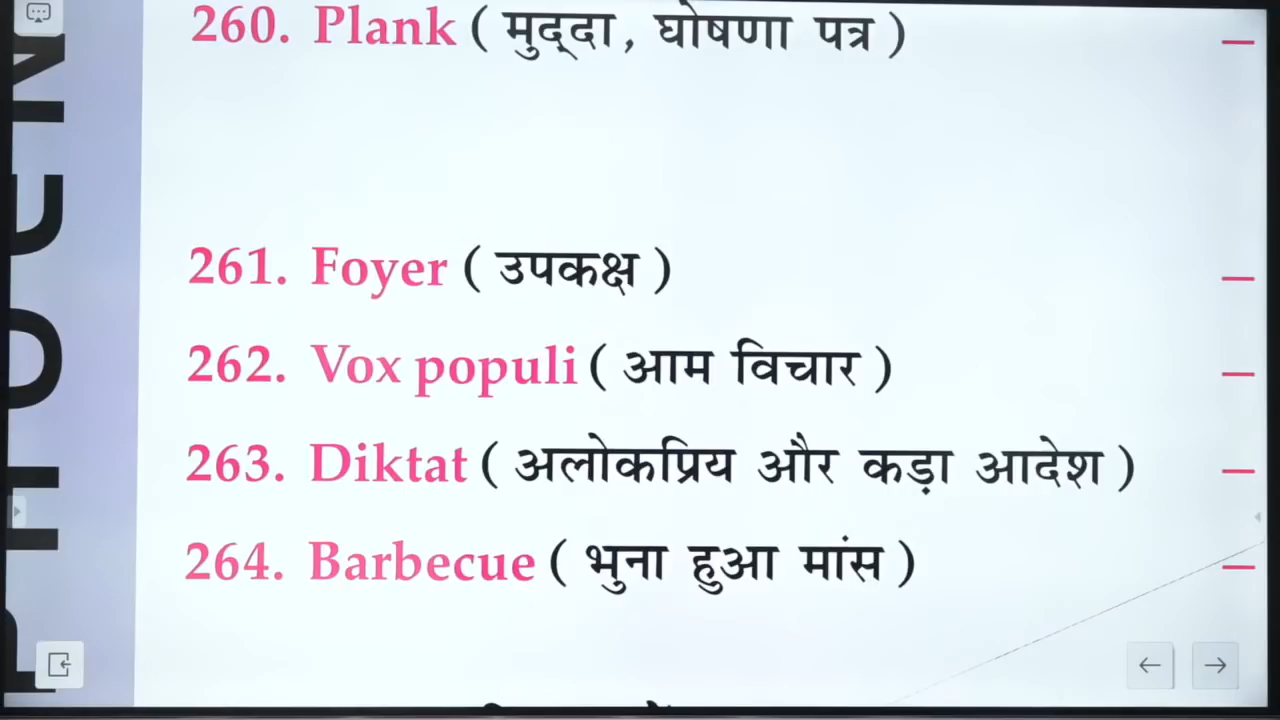 260. Plank ( मुद्‌दा, घोषणा पत्र ) —
261. Foyer ( उपकक्ष ) —
262. Vox populi ( आम विचार ) —
263. Diktat ( अलोकप्रिय और कड़ा आदेश ) —
264. Barbecue ( भुना हुआ मांस ) —